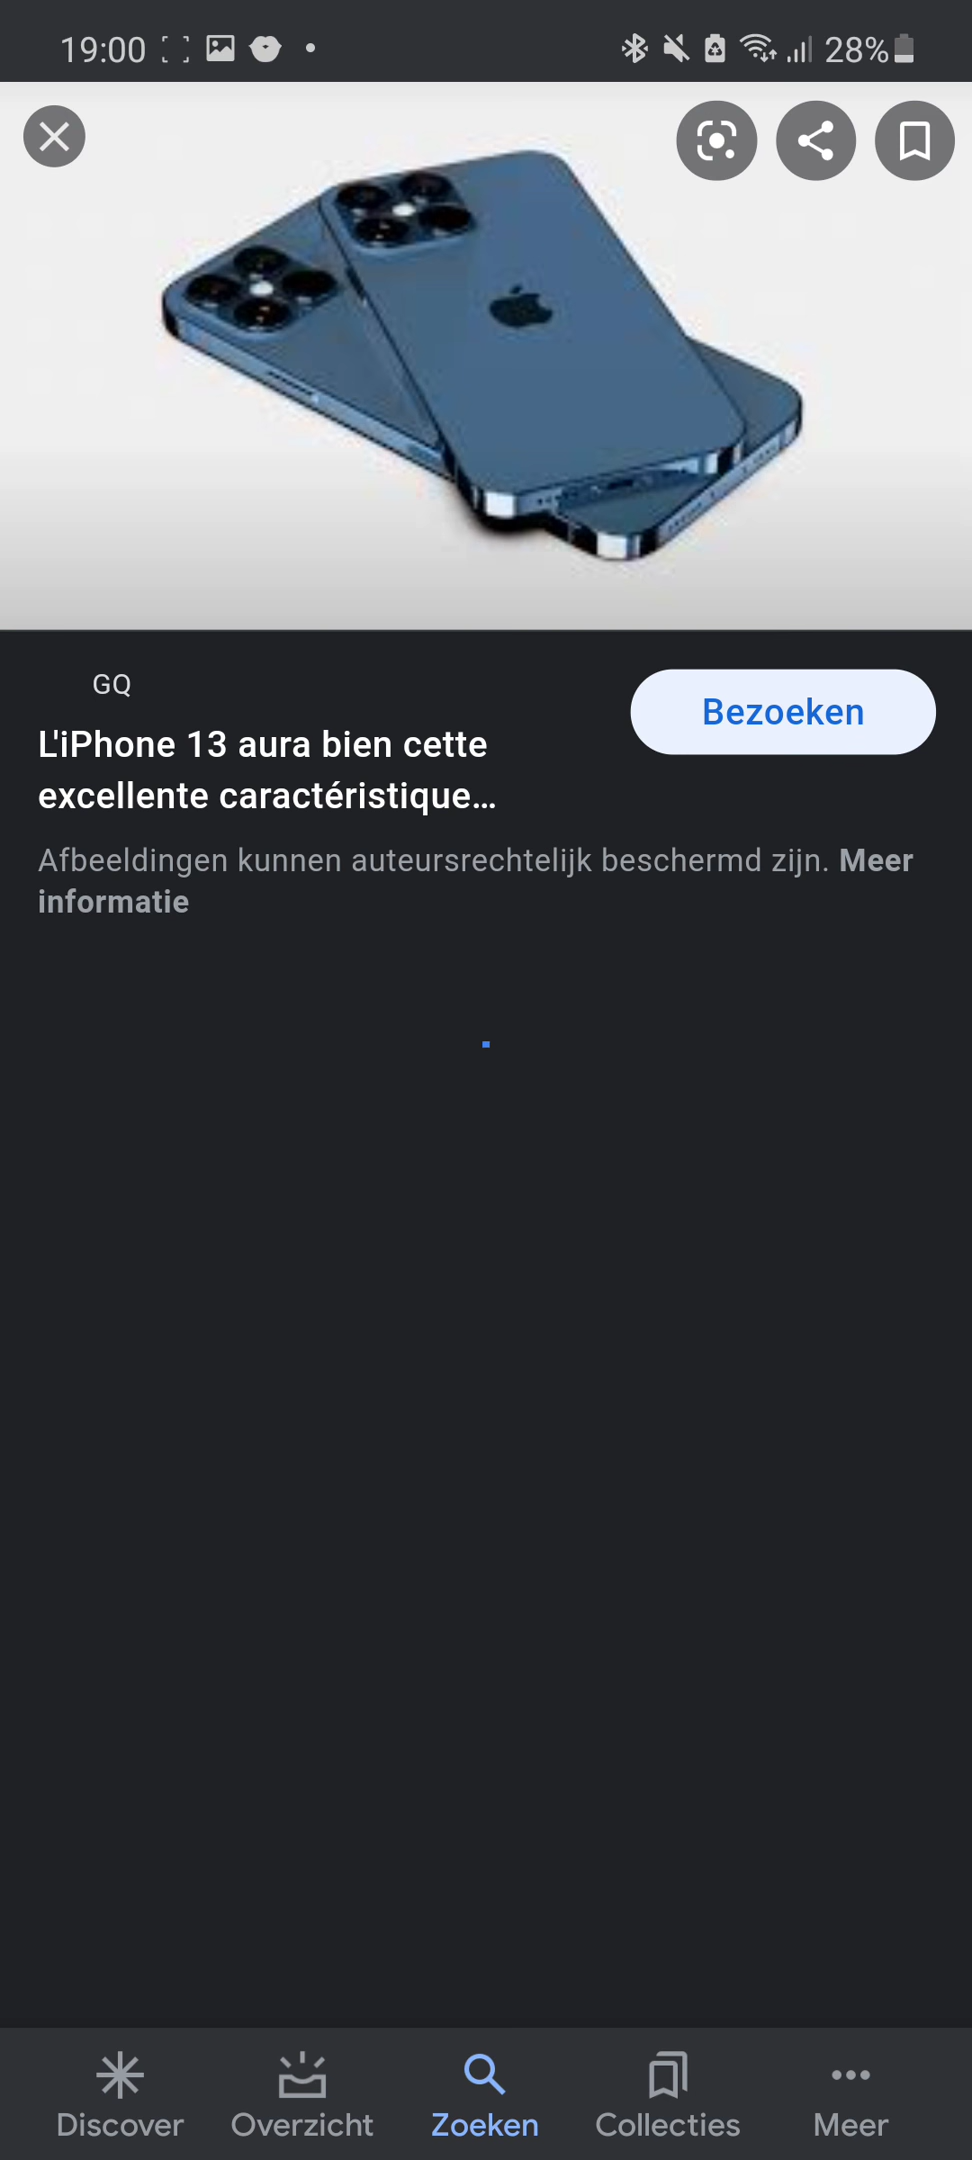 19:00
28%
GQ
Bezoeken
L'iPhone 13 aura bien cette
excellente caractéristique...
Afbeeldingen kunnen auteursrechtelijk beschermd zijn. Meer
informatie
Discover
Overzicht
Zoeken
Collecties
Meer